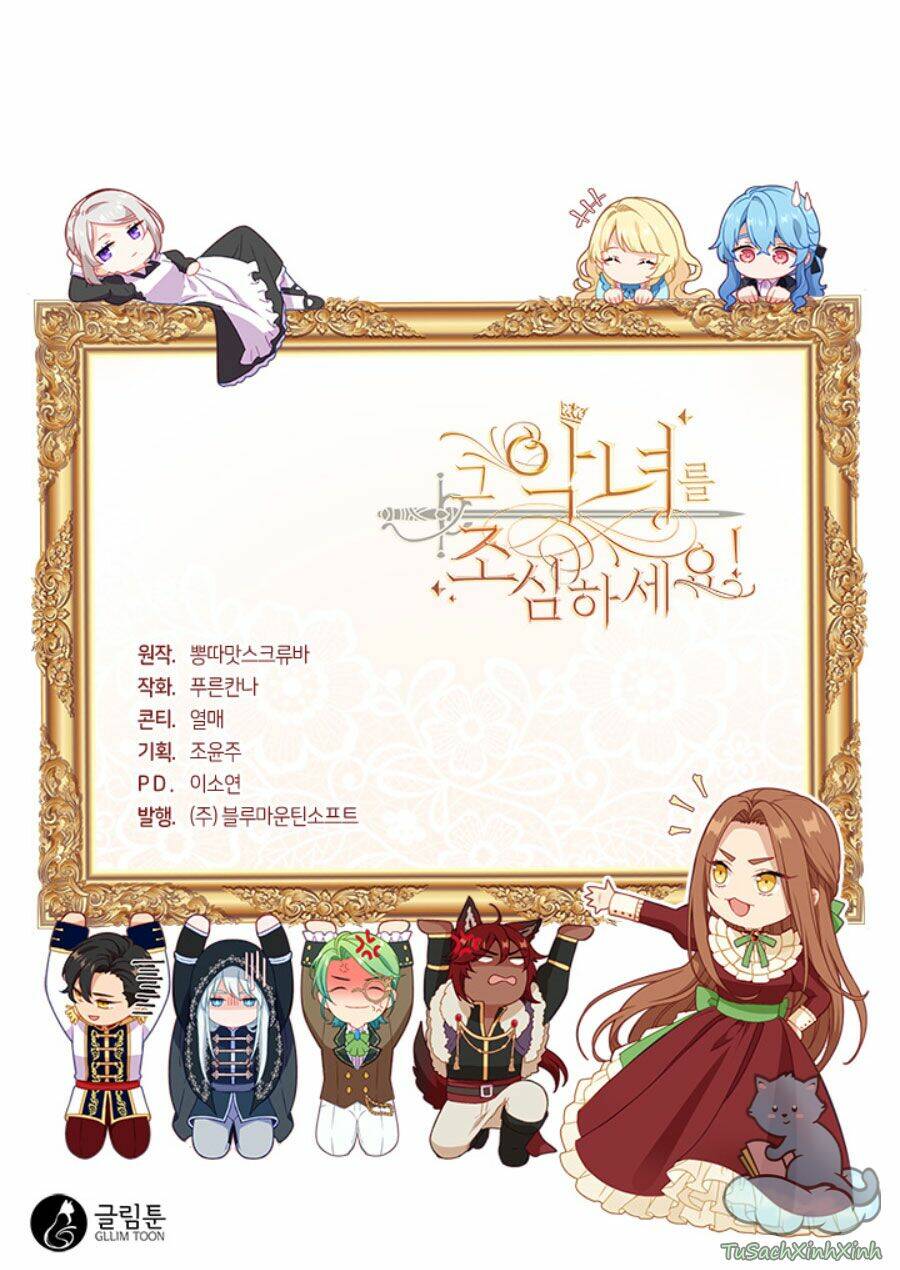 그 악녀를
조심하세요!
원작. 뽕따맛스크류바
작화. 푸른칸나
콘티. 열매
기획. 조윤주
PD. 이소연
발행. (주)블루마운틴소프트
글림툰
GLLIM TOON
TuSachXinhXinh